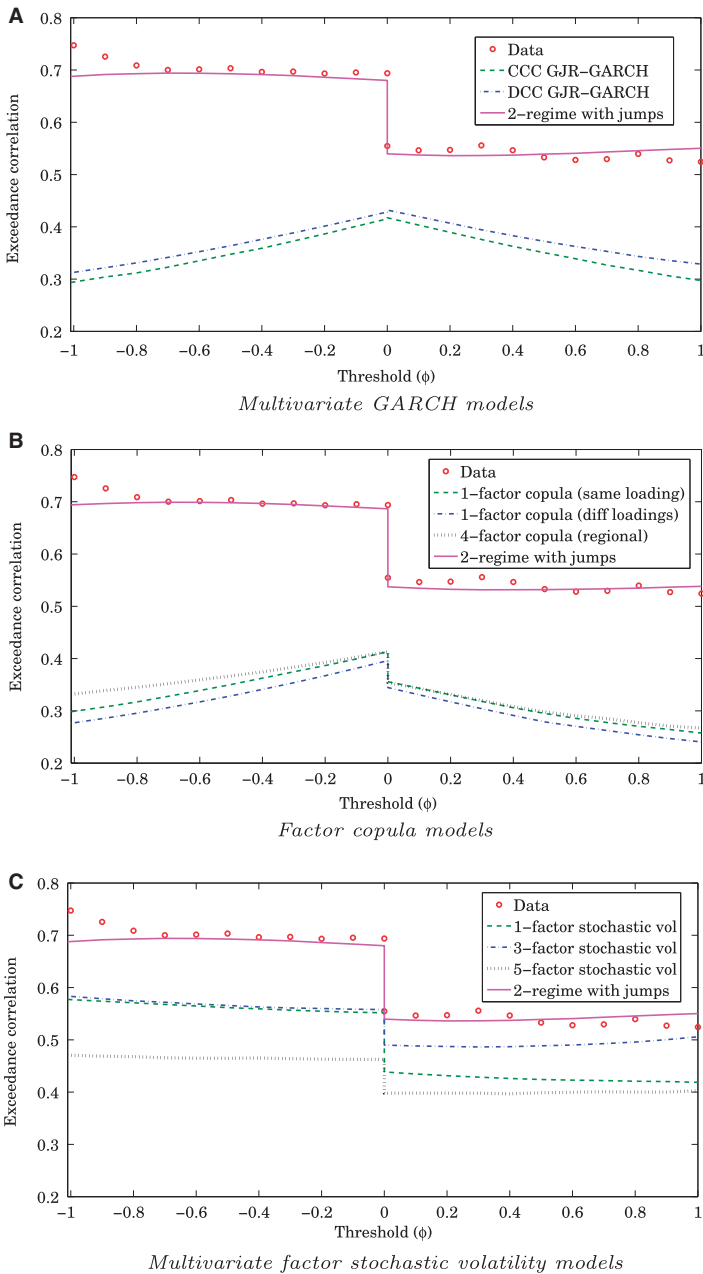 A
0.8
0.7
0.6
0.5
0.4
0.3
0.2
Exceedance correlation
Data
CCC GJR−GARCH
DCC GJR−GARCH
2−regime with jumps
−1 −0.8 −0.6 −0.4 −0.2 0 0.2 0.4 0.6 0.8 1
Threshold (ϕ)
Multivariate GARCH models
B
0.8
0.7
0.6
0.5
0.4
0.3
0.2
Exceedance correlation
Data
1−factor copula (same loading)
1−factor copula (diff loadings)
4−factor copula (regional)
2−regime with jumps
−1 −0.8 −0.6 −0.4 −0.2 0 0.2 0.4 0.6 0.8 1
Threshold (ϕ)
Factor copula models
C
0.8
0.7
0.6
0.5
0.4
0.3
0.2
Exceedance correlation
Data
1−factor stochastic vol
3−factor stochastic vol
5−factor stochastic vol
2−regime with jumps
−1 −0.8 −0.6 −0.4 −0.2 0 0.2 0.4 0.6 0.8 1
Threshold (ϕ)
Multivariate factor stochastic volatility models